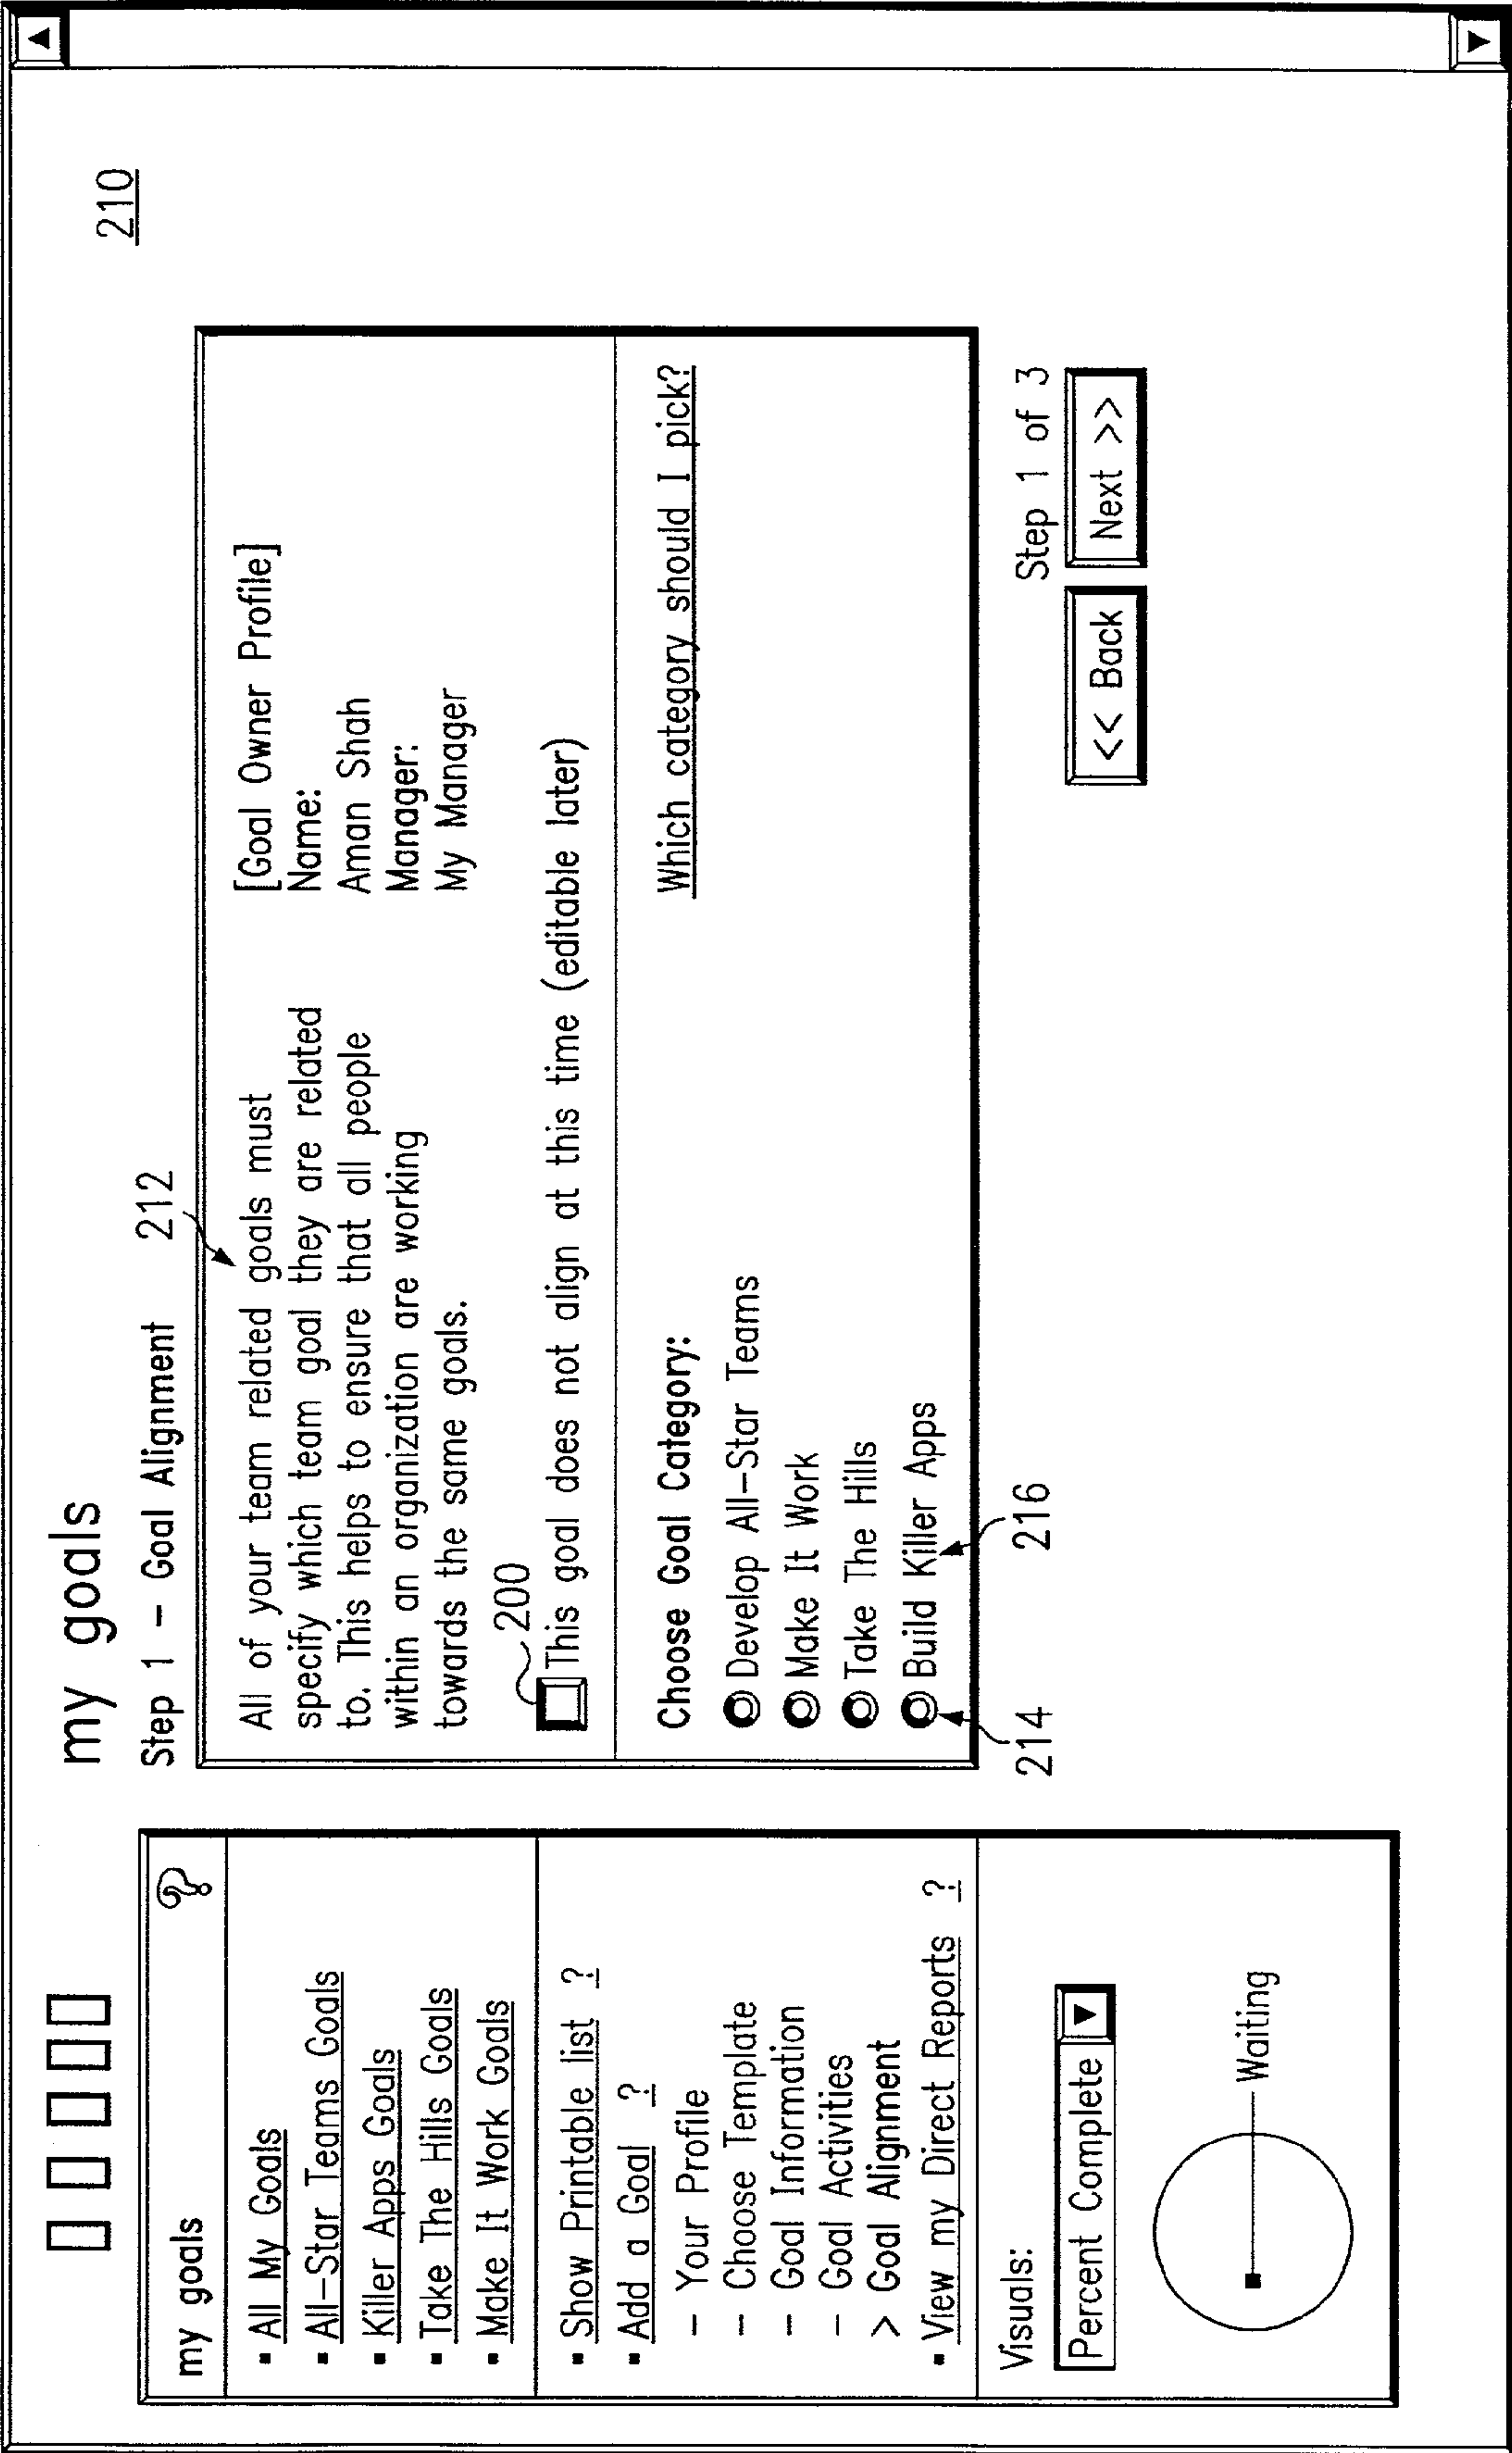 my goals
?
▪ All My Goals
▪ All-Star Teams Goals
▪ Killer Apps Goals
▪ Take The Hills Goals
▪ Make It Work Goals
▪ Show Printable list ?
▪ Add a Goal ?
– Your Profile
– Choose Template
– Goal Information
– Goal Activities
> Goal Alignment
▪ View my Direct Reports ?
Visuals:
Percent Complete
Waiting
my goals
Step 1 – Goal Alignment
212
210
All of your team related goals must
specify which team goal they are related
to. This helps to ensure that all people
within an organization are working
towards the same goals.
[Goal Owner Profile]
Name:
Aman Shah
Manager:
My Manager
200
This goal does not align at this time (editable later)
Choose Goal Category:
Which category should I pick?
Develop All-Star Teams
Make It Work
Take The Hills
Build Killer Apps
214
216
Step 1 of 3
<< Back
Next >>